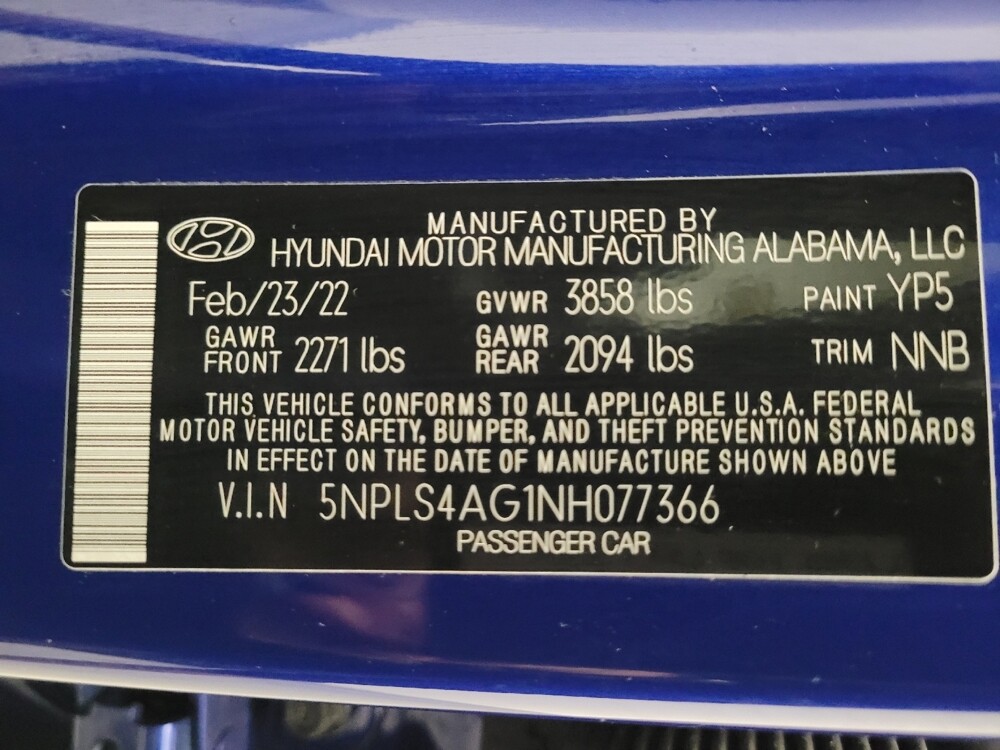 MANUFACTURED BY
HYUNDAI MOTOR MANUFACTURING ALABAMA, LLC
Feb/23/22 GVWR 3858 lbs PAINT YP5
GAWR FRONT 2271 lbs GAWR REAR 2094 lbs TRIM NNB
THIS VEHICLE CONFORMS TO ALL APPLICABLE U.S.A. FEDERAL
MOTOR VEHICLE SAFETY, BUMPER, AND THEFT PREVENTION STANDARDS
IN EFFECT ON THE DATE OF MANUFACTURE SHOWN ABOVE
V.I.N 5NPLS4AG1NH077366
PASSENGER CAR